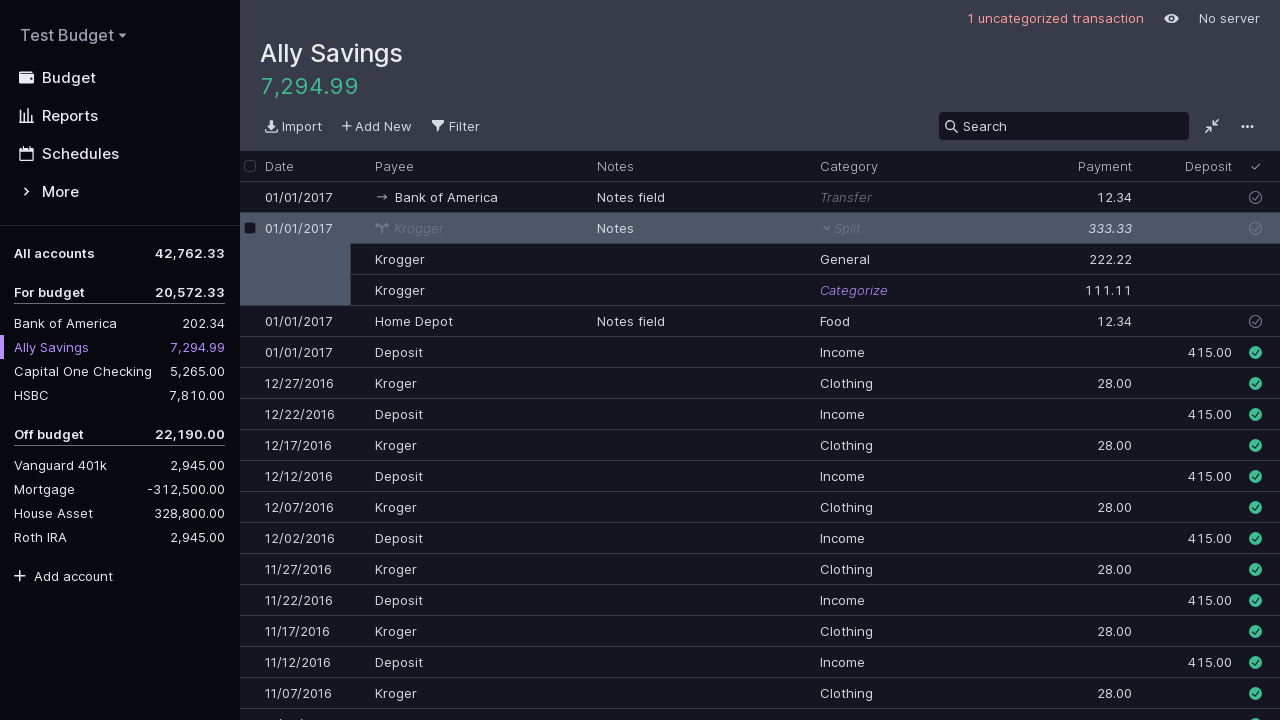 Test Budget
Budget
Reports
Schedules
More
All accounts 42,762.33
For budget 20,572.33
Bank of America 202.34
Ally Savings 7,294.99
Capital One Checking 5,265.00
HSBC 7,810.00
Off budget 22,190.00
Vanguard 401k 2,945.00
Mortgage -312,500.00
House Asset 328,800.00
Roth IRA 2,945.00
Add account
1 uncategorized transaction No server
Ally Savings
7,294.99
Import Add New Filter Search
Date Payee Notes Category Payment Deposit
01/01/2017 Bank of America Notes field Transfer 12.34
01/01/2017 Krogger Notes Split 333.33
Krogger General 222.22
Krogger Categorize 111.11
01/01/2017 Home Depot Notes field Food 12.34
01/01/2017 Deposit Income 415.00
12/27/2016 Kroger Clothing 28.00
12/22/2016 Deposit Income 415.00
12/17/2016 Kroger Clothing 28.00
12/12/2016 Deposit Income 415.00
12/07/2016 Kroger Clothing 28.00
12/02/2016 Deposit Income 415.00
11/27/2016 Kroger Clothing 28.00
11/22/2016 Deposit Income 415.00
11/17/2016 Kroger Clothing 28.00
11/12/2016 Deposit Income 415.00
11/07/2016 Kroger Clothing 28.00